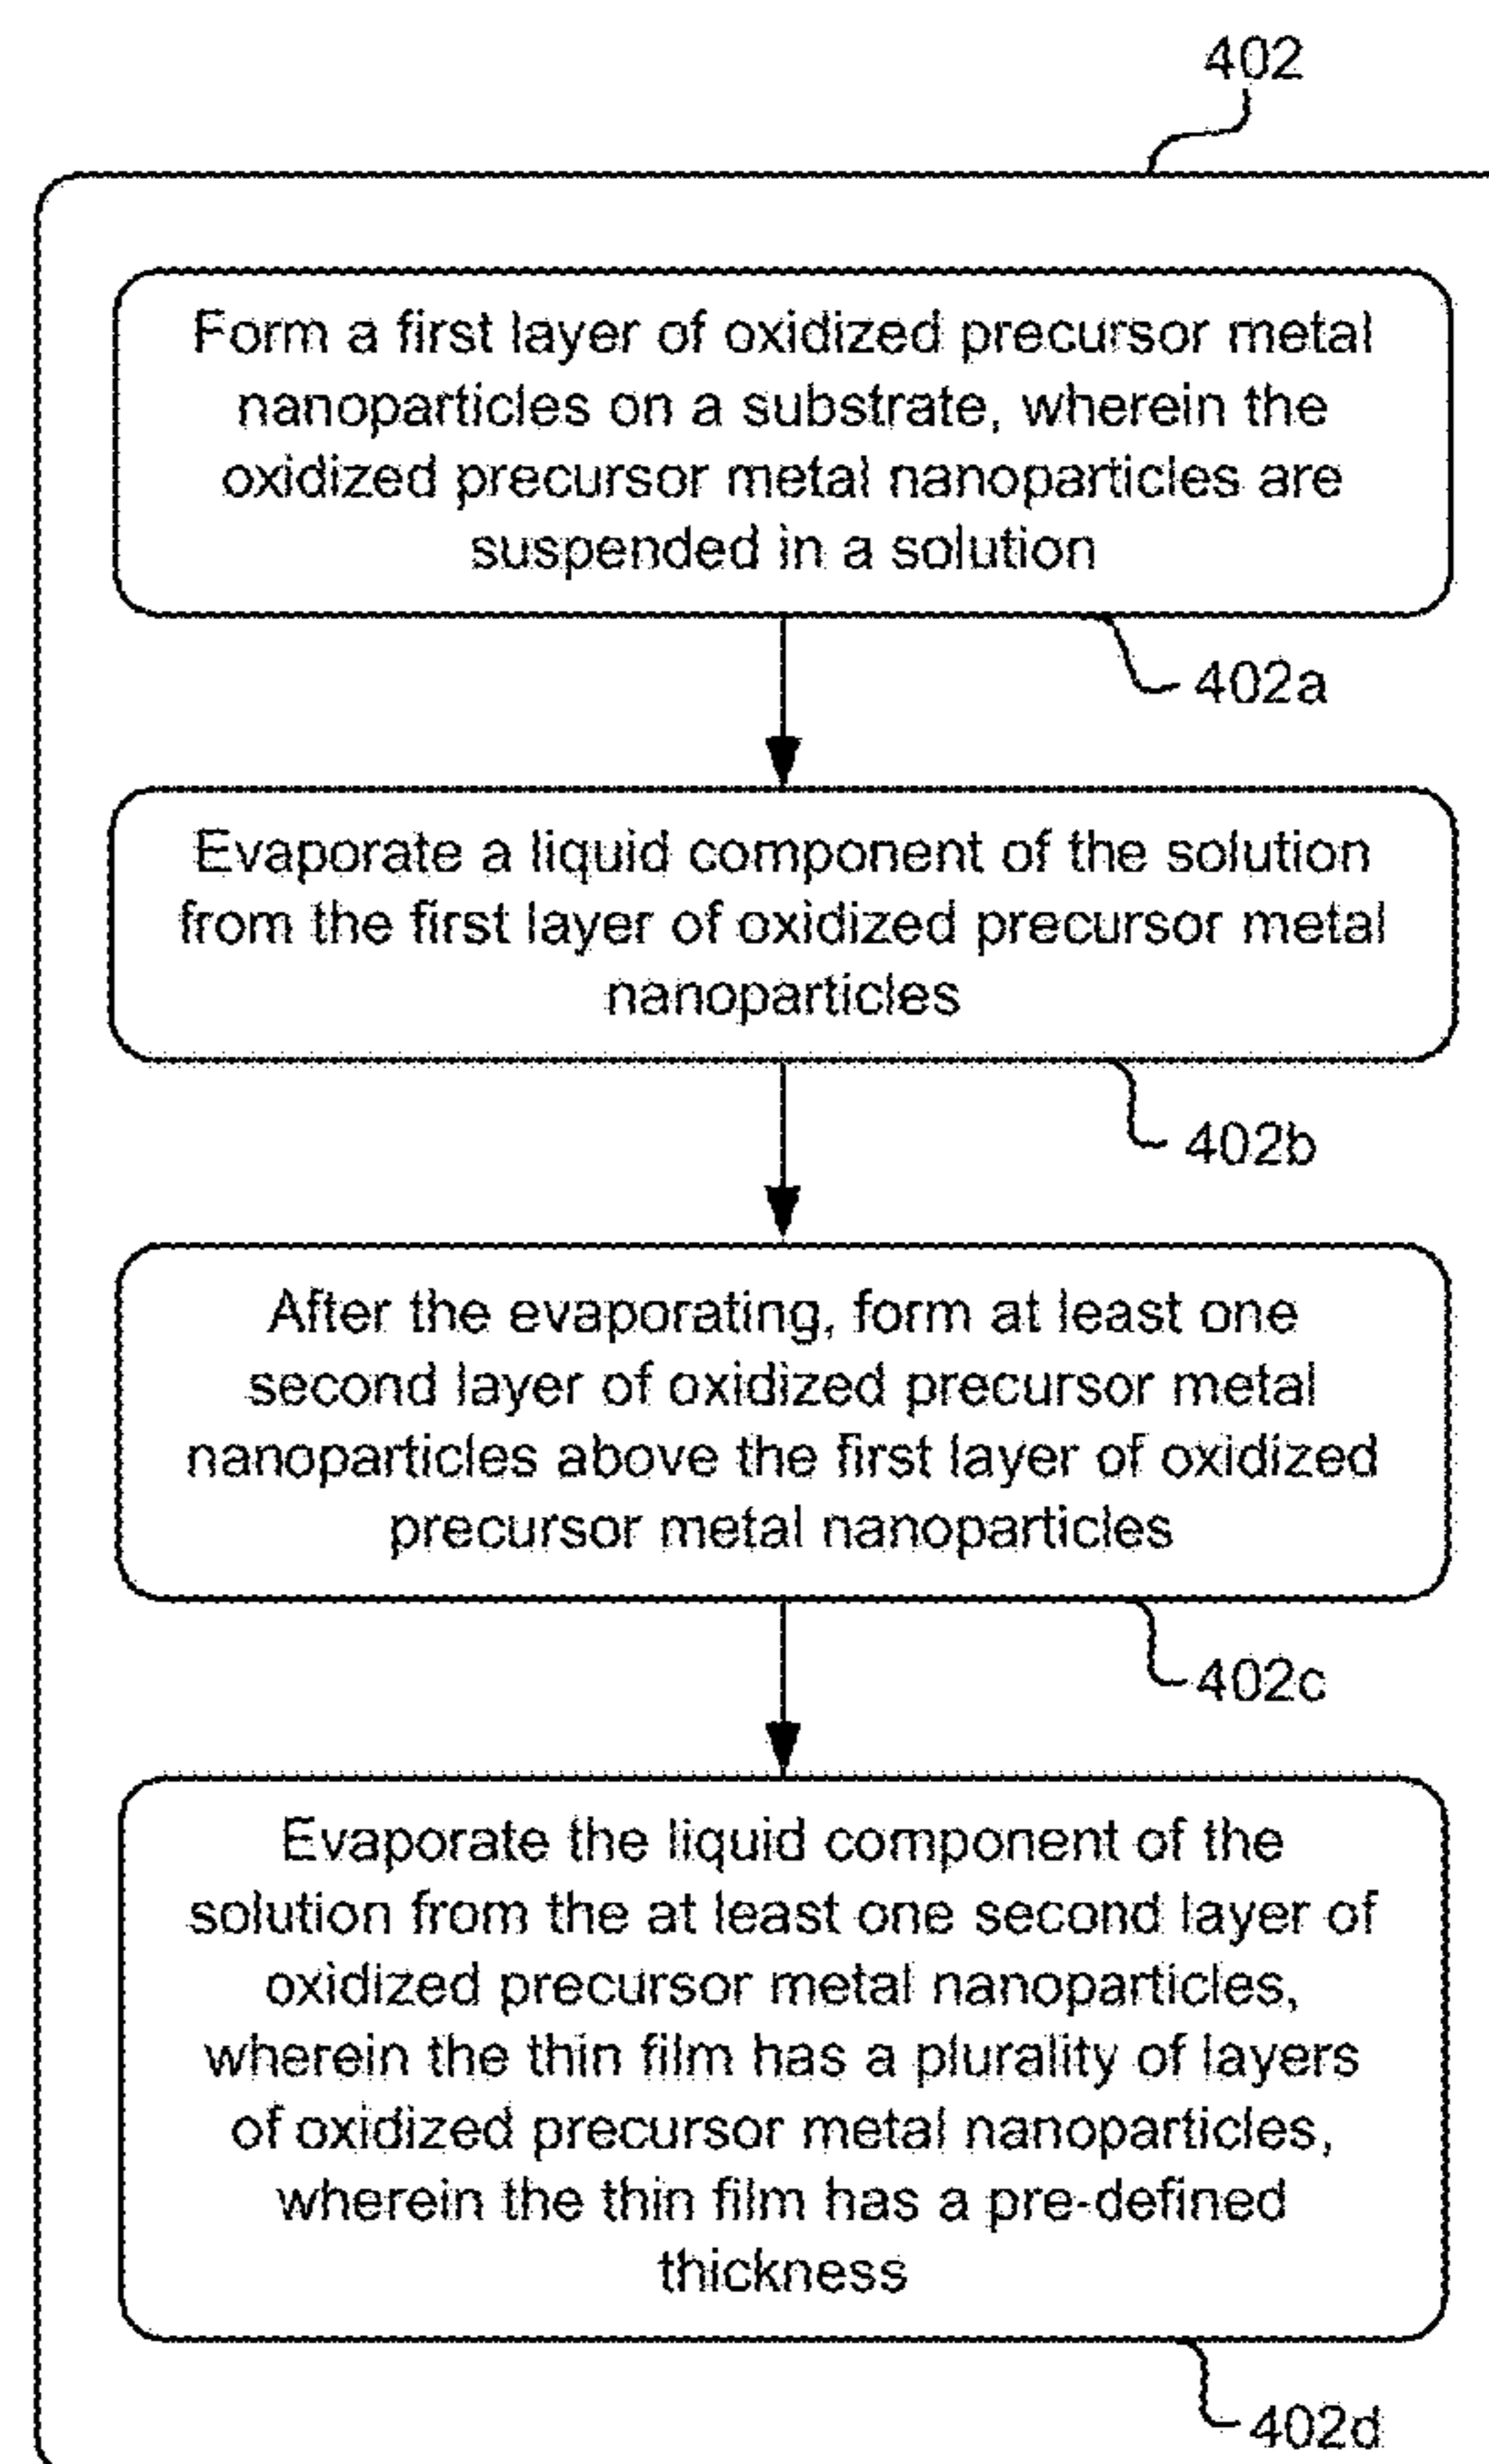 402
Form a first layer of oxidized precursor metal
nanoparticles on a substrate, wherein the
oxidized precursor metal nanoparticles are
suspended in a solution
402a
Evaporate a liquid component of the solution
from the first layer of oxidized precursor metal
nanoparticles
402b
After the evaporating, form at least one
second layer of oxidized precursor metal
nanoparticles above the first layer of oxidized
precursor metal nanoparticles
402c
Evaporate the liquid component of the
solution from the at least one second layer of
oxidized precursor metal nanoparticles,
wherein the thin film has a plurality of layers
of oxidized precursor metal nanoparticles,
wherein the thin film has a pre-defined
thickness
402d